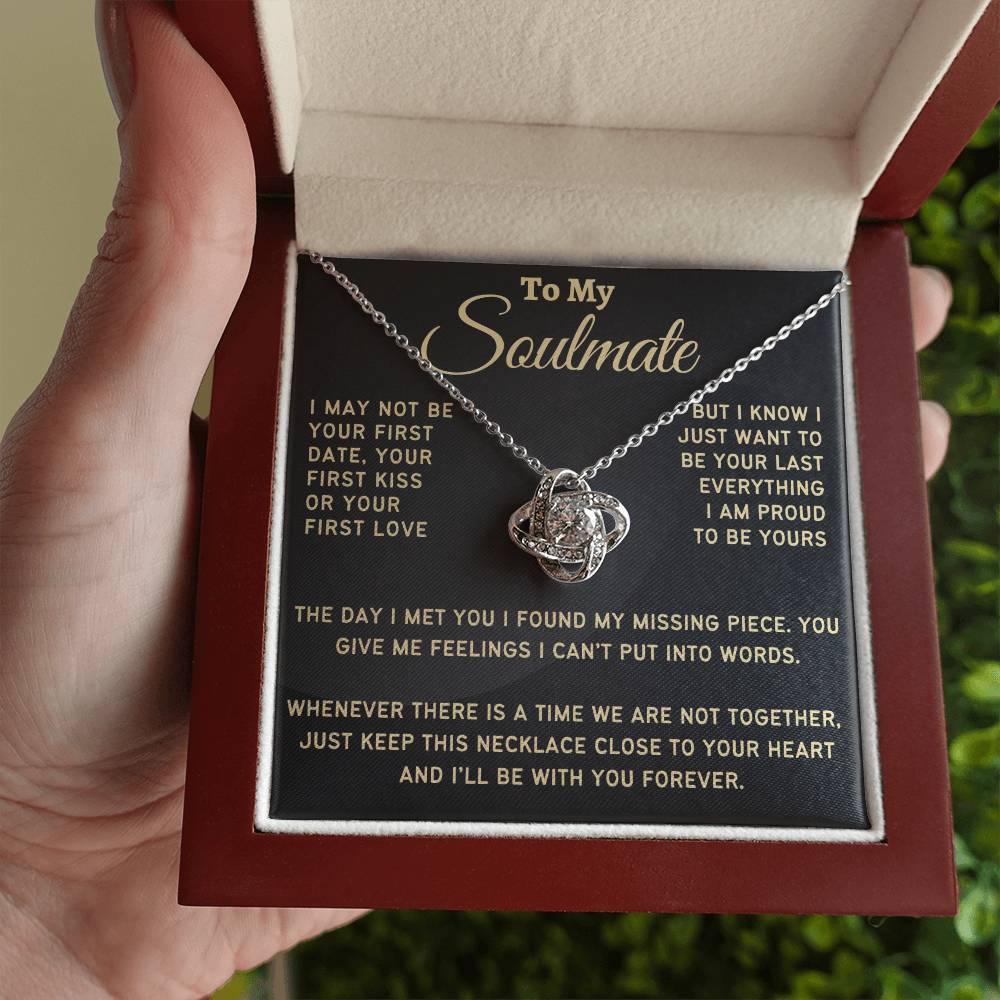 To My
Soulmate
I MAY NOT BE
YOUR FIRST
DATE, YOUR
FIRST KISS
OR YOUR
FIRST LOVE
BUT I KNOW I
JUST WANT TO
BE YOUR LAST
EVERYTHING
I AM PROUD
TO BE YOURS
THE DAY I MET YOU I FOUND MY MISSING PIECE. YOU
GIVE ME FEELINGS I CAN'T PUT INTO WORDS.
WHENEVER THERE IS A TIME WE ARE NOT TOGETHER,
JUST KEEP THIS NECKLACE CLOSE TO YOUR HEART
AND I'LL BE WITH YOU FOREVER.